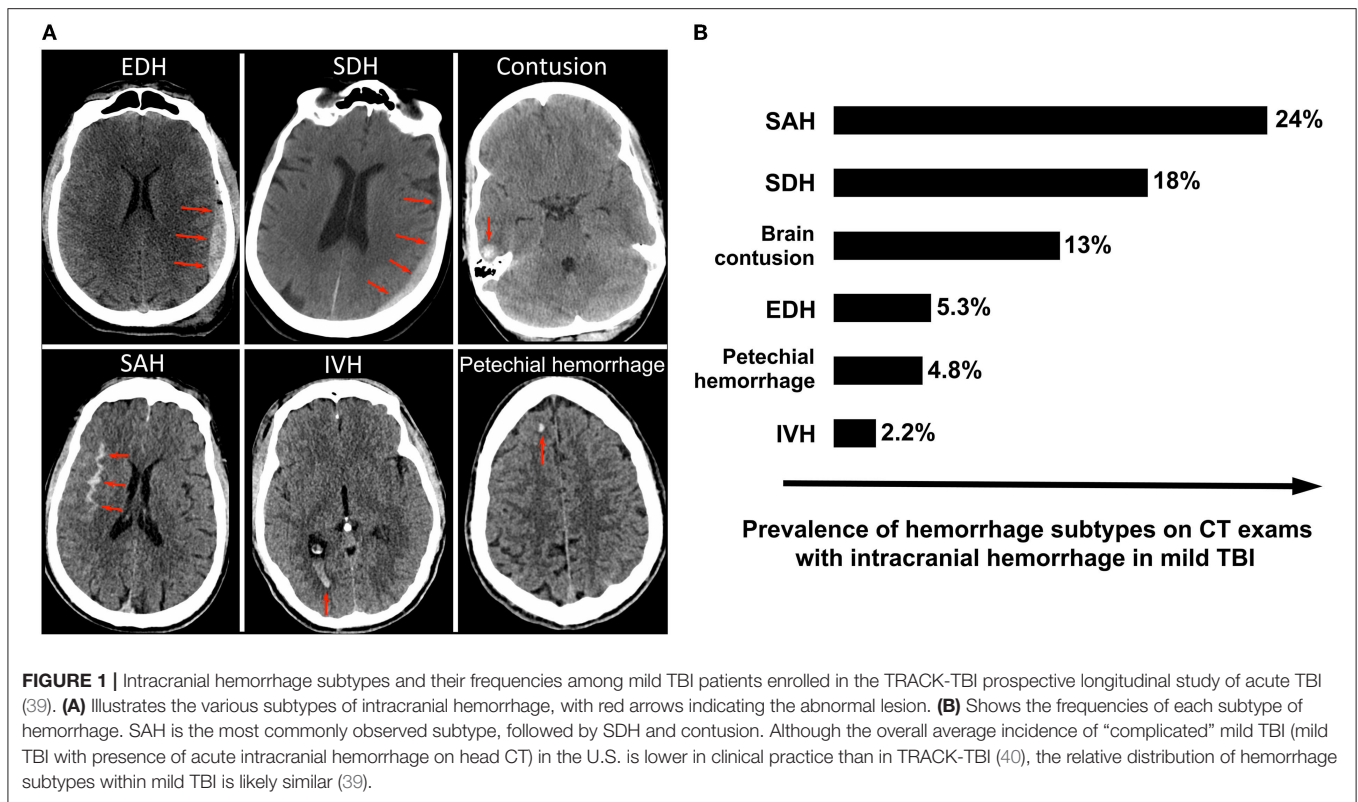 A
EDH
SDH
Contusion
SAH
IVH
Petechial hemorrhage
B
SAH
24%
SDH
18%
Brain
contusion
13%
EDH
5.3%
Petechial
hemorrhage
4.8%
IVH
2.2%
Prevalence of hemorrhage subtypes on CT exams
with intracranial hemorrhage in mild TBI
FIGURE 1 | Intracranial hemorrhage subtypes and their frequencies among mild TBI patients enrolled in the TRACK-TBI prospective longitudinal study of acute TBI
(39). (A) Illustrates the various subtypes of intracranial hemorrhage, with red arrows indicating the abnormal lesion. (B) Shows the frequencies of each subtype of
hemorrhage. SAH is the most commonly observed subtype, followed by SDH and contusion. Although the overall average incidence of “complicated” mild TBI (mild
TBI with presence of acute intracranial hemorrhage on head CT) in the U.S. is lower in clinical practice than in TRACK-TBI (40), the relative distribution of hemorrhage
subtypes within mild TBI is likely similar (39).